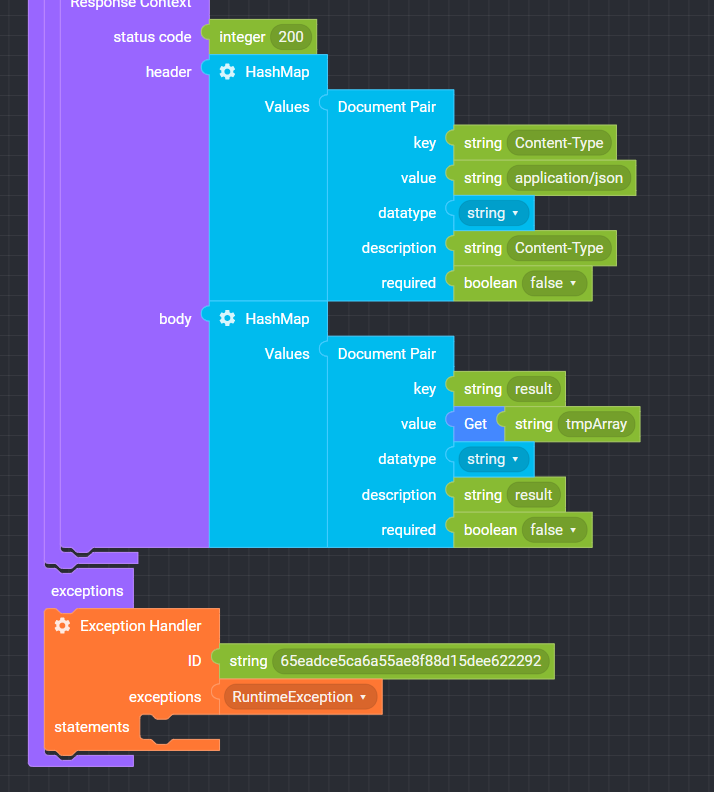 Response Context
status code integer 200
header HashMap
Values Document Pair
key string Content-Type
value string application/json
datatype string
description string Content-Type
required boolean false
body HashMap
Values Document Pair
key string result
value Get string tmpArray
datatype string
description string result
required boolean false
exceptions
Exception Handler
ID string 65eadce5ca6a55ae8f88d15dee622292
exceptions RuntimeException
statements